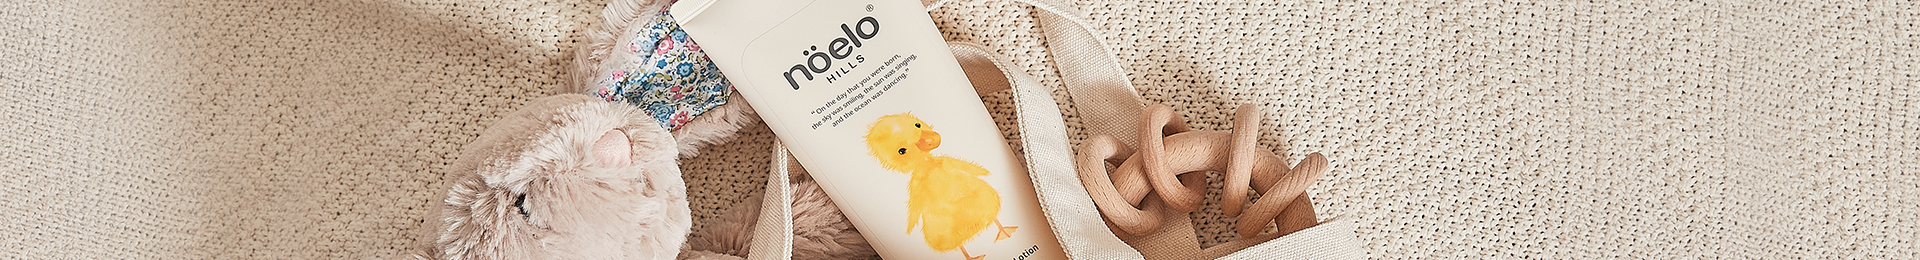 nöelo®
HILLS
“On the day that you were born,
the sky was smiling, the sun was singing,
and the ocean was dancing.”
Lotion